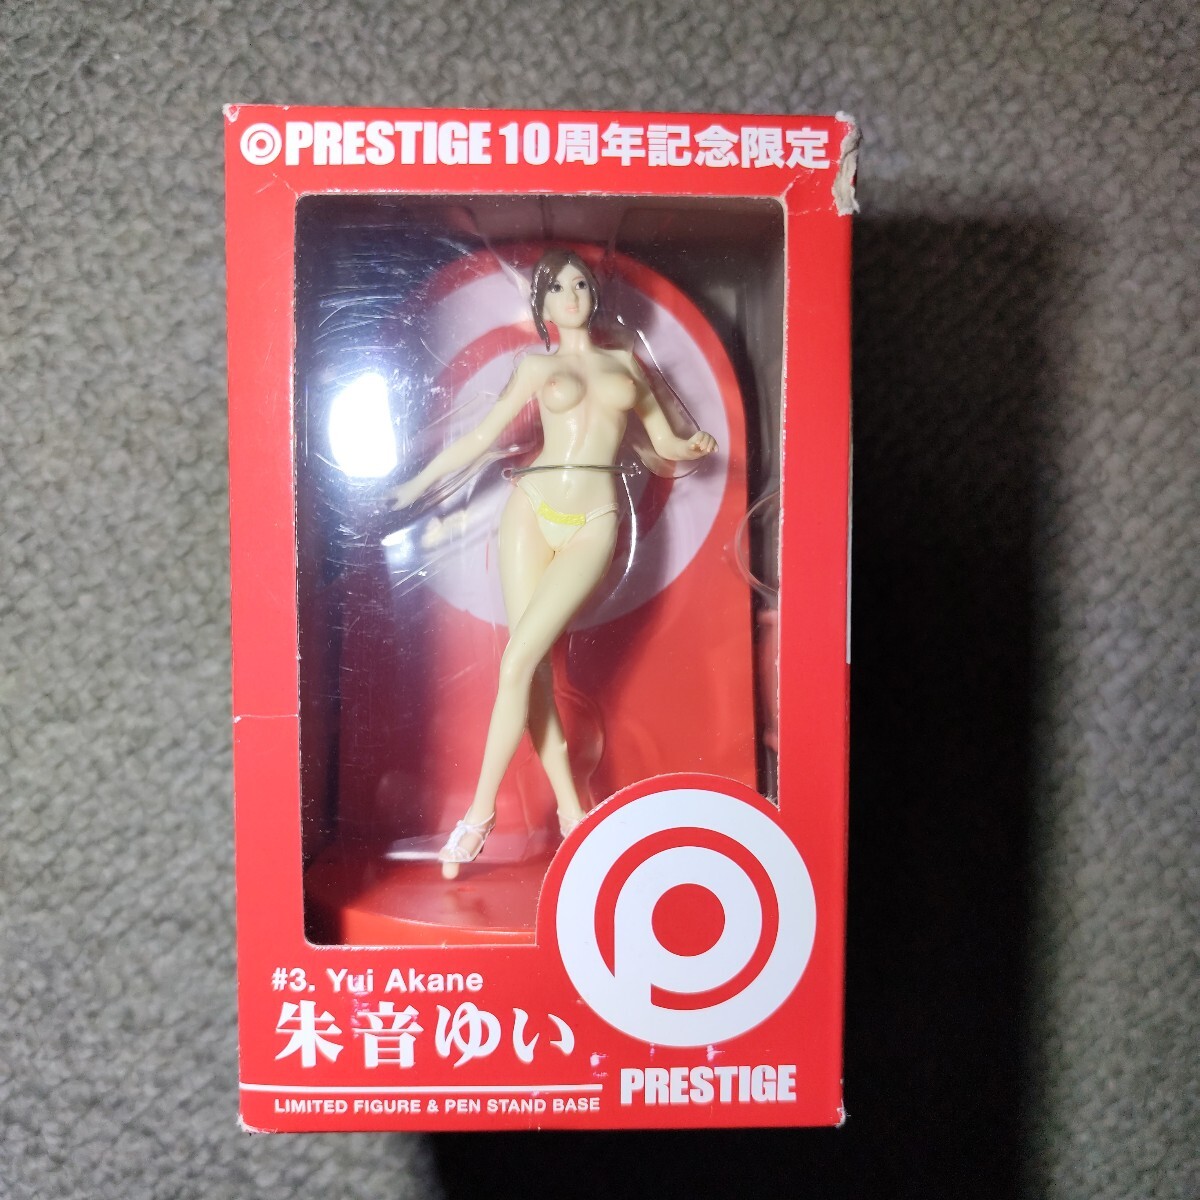 PRESTIGE 10周年記念限定
#3. Yui Akane
朱音ゆい
LIMITED FIGURE & PEN STAND BASE
PRESTIGE